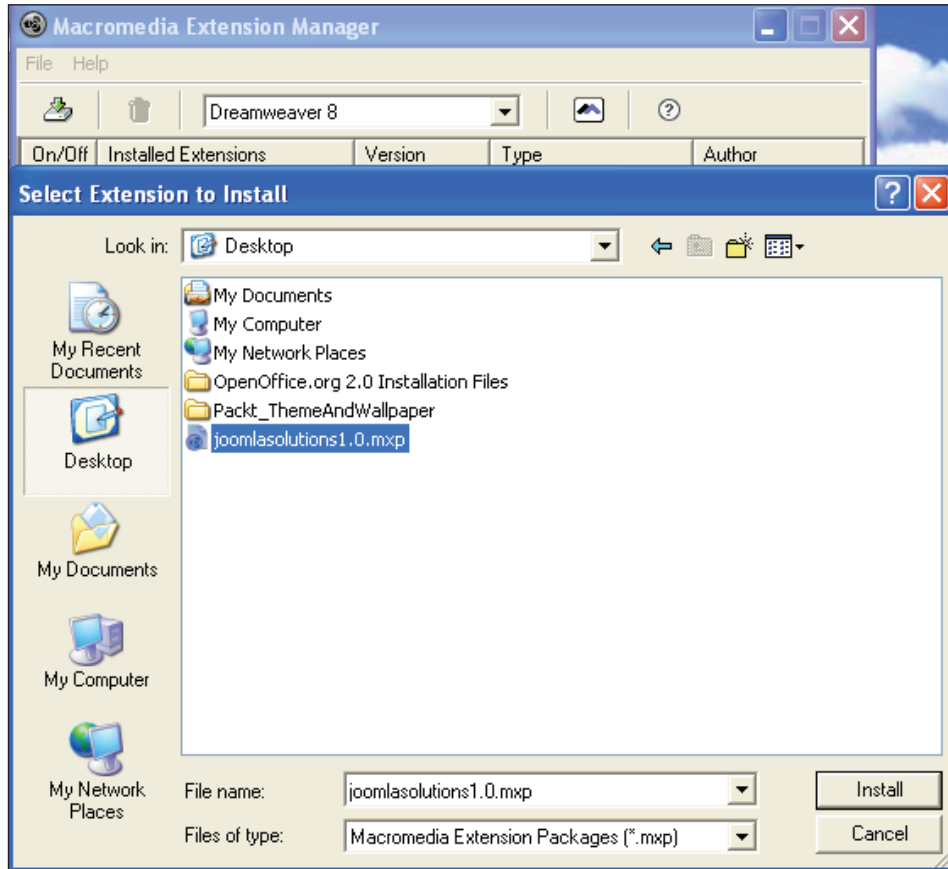 Macromedia Extension Manager
File Help
Dreamweaver 8
On/Off Installed Extensions Version Type Author
Select Extension to Install
Look in: Desktop
My Recent Documents
Desktop
My Documents
My Computer
My Network Places
My Documents
My Computer
My Network Places
OpenOffice.org 2.0 Installation Files
Packt_ThemeAndWallpaper
joomlasolutions1.0.mxp
File name: joomlasolutions1.0.mxp Install
Files of type: Macromedia Extension Packages (*.mxp) Cancel